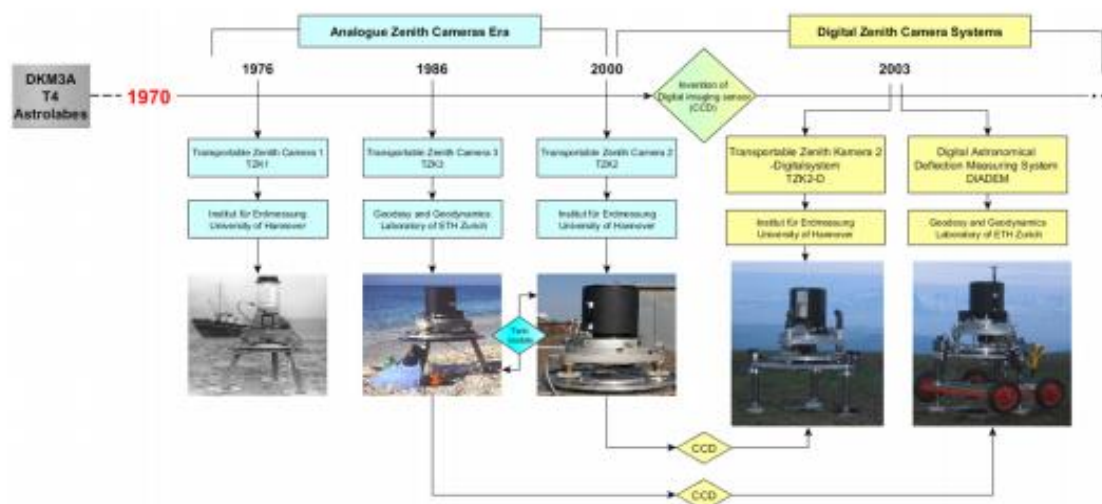 Analogue Zenith Cameras Era
Digital Zenith Camera Systems
DKM3A
T4
Astrolabes
1970
1976
1986
2000
Invention of
Digital imaging sensor
(CCD)
2003
Transportable Zenith Camera 1
TZK1
Transportable Zenith Camera 3
TZK3
Transportable Zenith Camera 2
TZK2
Transportable Zenith Kamera 2
-Digitalsystem
TZK2-D
Digital Astronomical
Deflection Measuring System
DIADEM
Institut für Erdmessung
University of Hannover
Geodesy and Geodynamics
Laboratory of ETH Zurich
Institut für Erdmessung
University of Hannover
Institut für Erdmessung
University of Hannover
Geodesy and Geodynamics
Laboratory of ETH Zurich
Twin
CCD
CCD